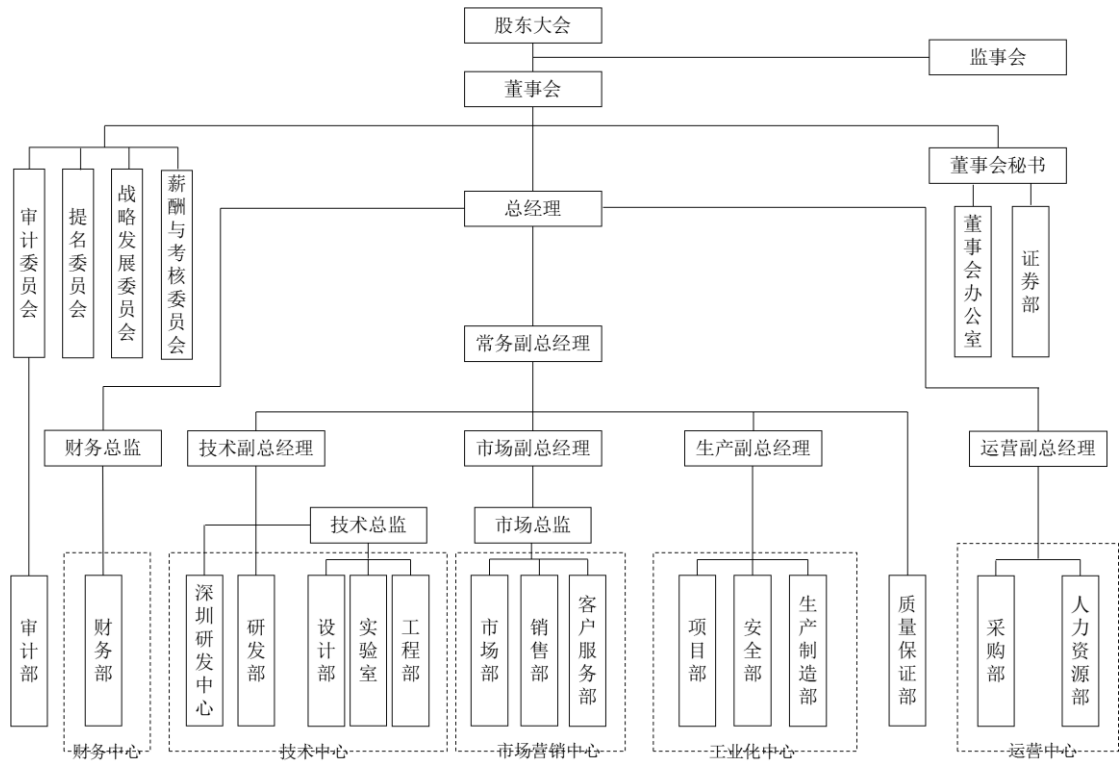 股东大会
监事会
董事会
董事会秘书
审计委员会
提名委员会
战略发展委员会
薪酬与考核委员会
总经理
董事会办公室
证券部
常务副总经理
财务总监
技术副总经理
市场副总经理
生产副总经理
运营副总经理
技术总监
市场总监
审计部
财务部
深圳研发中心
研发部
设计部
实验室
工程部
市场部
销售部
客户服务部
项目部
安全部
生产制造部
质量保证部
采购部
人力资源部
财务中心
技术中心
市场营销中心
工业化中心
运营中心